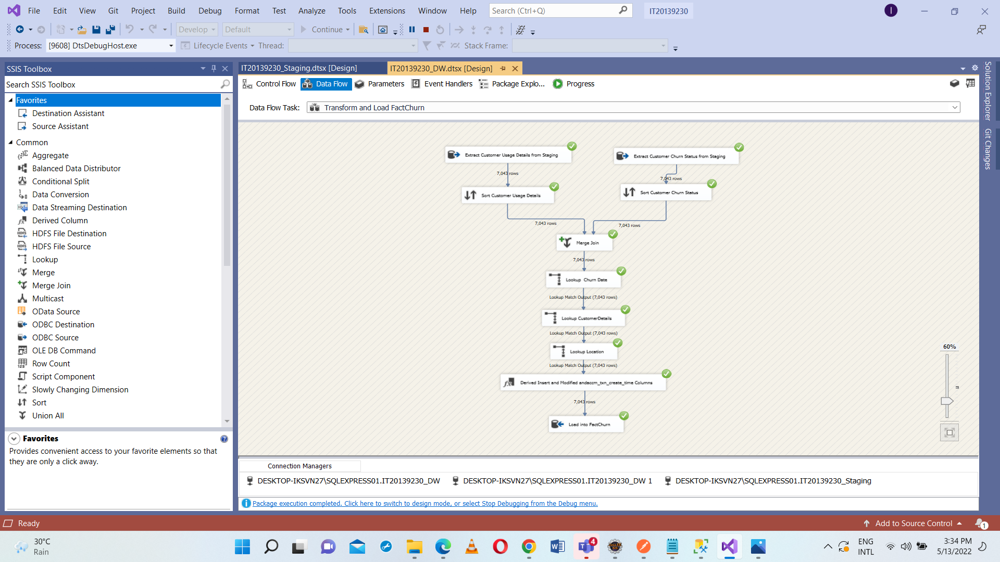 File Edit View Git Project Build Debug Format Test Analyze Tools Extensions Window Help Search (Ctrl+Q) IT20139230 I
Develop Default Continue
Process: [9608] DtsDebugHost.exe Lifecycle Events Thread: Stack Frame:
SSIS Toolbox
Search SSIS Toolbox
Favorites
Destination Assistant
Source Assistant
Common
Aggregate
Balanced Data Distributor
Conditional Split
Data Conversion
Data Streaming Destination
Derived Column
HDFS File Destination
HDFS File Source
Lookup
Merge
Merge Join
Multicast
OData Source
ODBC Destination
ODBC Source
OLE DB Command
Row Count
Script Component
Slowly Changing Dimension
Sort
Union All
Favorites
Provides convenient access to your favorite elements so that
they are only a click away.
IT20139230_Staging.dtsx [Design] IT20139230_DW.dtsx [Design]
Control Flow Data Flow Parameters Event Handlers Package Explo... Progress
Data Flow Task: Transform and Load FactChurn
Extract Customer Usage Details from Staging
Extract Customer Churn Status from Staging
7,043 rows
7,043 rows
Sort Customer Usage Details
Sort Customer Churn Status
7,043 rows
7,043 rows
Merge Join
7,043 rows
Lookup Churn Date
Lookup Match Output (7,043 rows)
Lookup CustomerDetails
Lookup Match Output (7,043 rows)
Lookup Location
Lookup Match Output (7,043 rows)
Derived Insert and Modified andaccm_txn_create_time Columns
7,043 rows
Load into FactChurn
60%
Solution Explorer
Git Changes
Connection Managers
DESKTOP-IKSVN27\SQLEXPRESS01.IT20139230_DW DESKTOP-IKSVN27\SQLEXPRESS01.IT20139230_DW 1 DESKTOP-IKSVN27\SQLEXPRESS01.IT20139230_Staging
Package execution completed. Click here to switch to design mode, or select Stop Debugging from the Debug menu.
Ready Add to Source Control 1
30°C
Rain
4
ENG
INTL
3:34 PM
5/13/2022